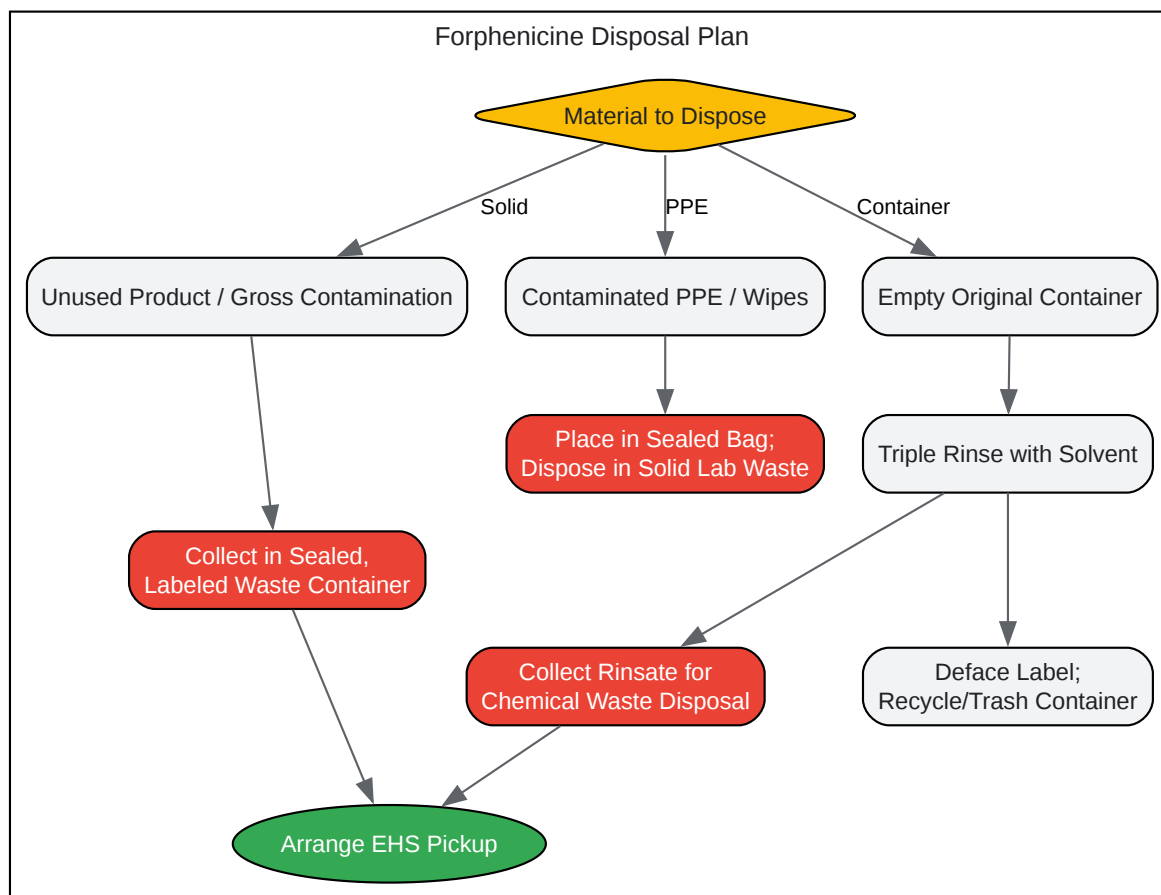 Forphenicine Disposal Plan
Material to Dispose
Solid
PPE
Container
Unused Product / Gross Contamination
Contaminated PPE / Wipes
Empty Original Container
Place in Sealed Bag;
Dispose in Solid Lab Waste
Triple Rinse with Solvent
Collect in Sealed,
Labeled Waste Container
Collect Rinsate for
Chemical Waste Disposal
Deface Label;
Recycle/Trash Container
Arrange EHS Pickup